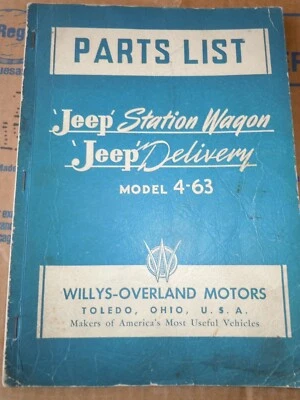 PARTS LIST
'Jeep' Station Wagon
'Jeep' Delivery
MODEL 4-63
WILLYS-OVERLAND MOTORS
TOLEDO, OHIO, U. S. A.
Makers of America's Most Useful Vehicles